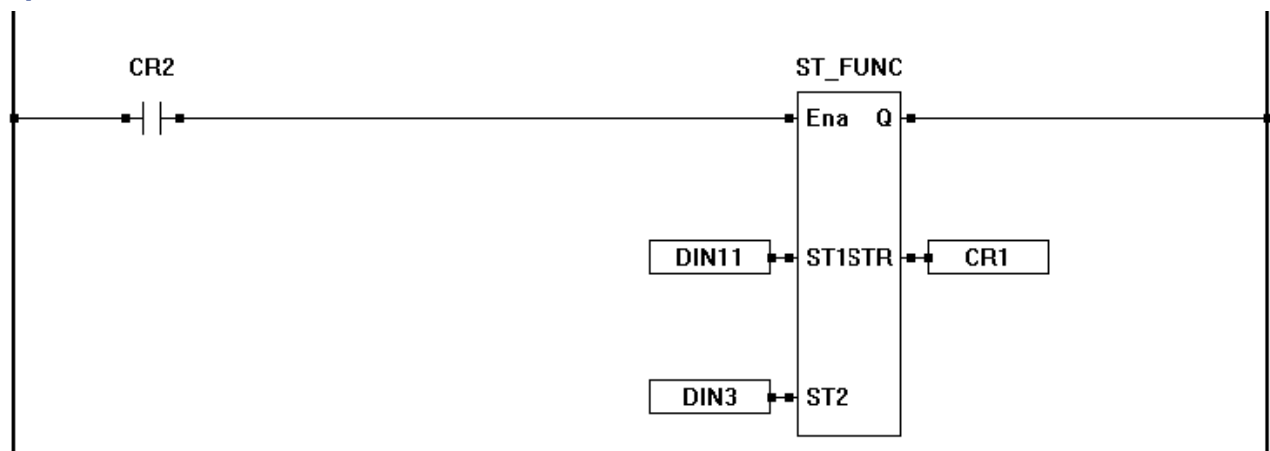 CR2 ST_FUNC
Ena Q
DIN11 ST1STR CR1
DIN3 ST2